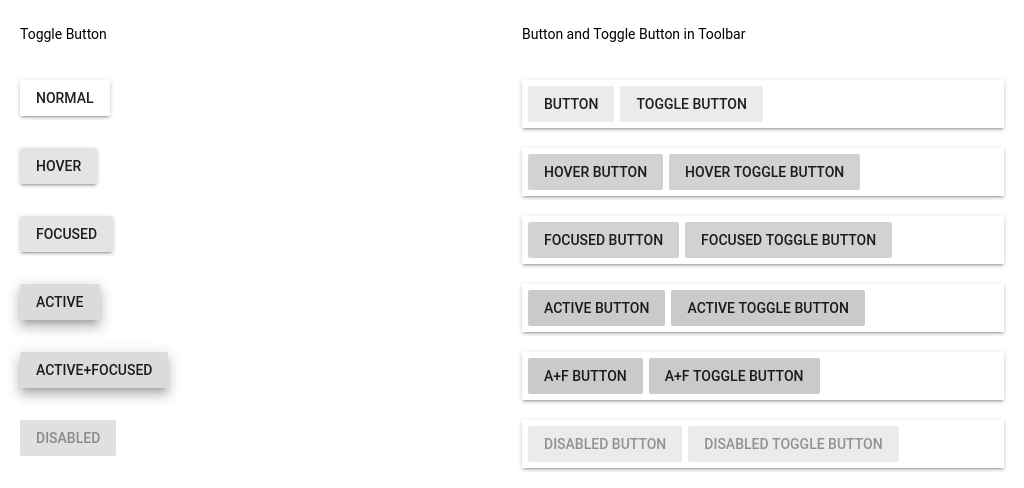 Toggle Button
NORMAL
HOVER
FOCUSED
ACTIVE
ACTIVE+FOCUSED
DISABLED
Button and Toggle Button in Toolbar
BUTTON TOGGLE BUTTON
HOVER BUTTON HOVER TOGGLE BUTTON
FOCUSED BUTTON FOCUSED TOGGLE BUTTON
ACTIVE BUTTON ACTIVE TOGGLE BUTTON
A+F BUTTON A+F TOGGLE BUTTON
DISABLED BUTTON DISABLED TOGGLE BUTTON